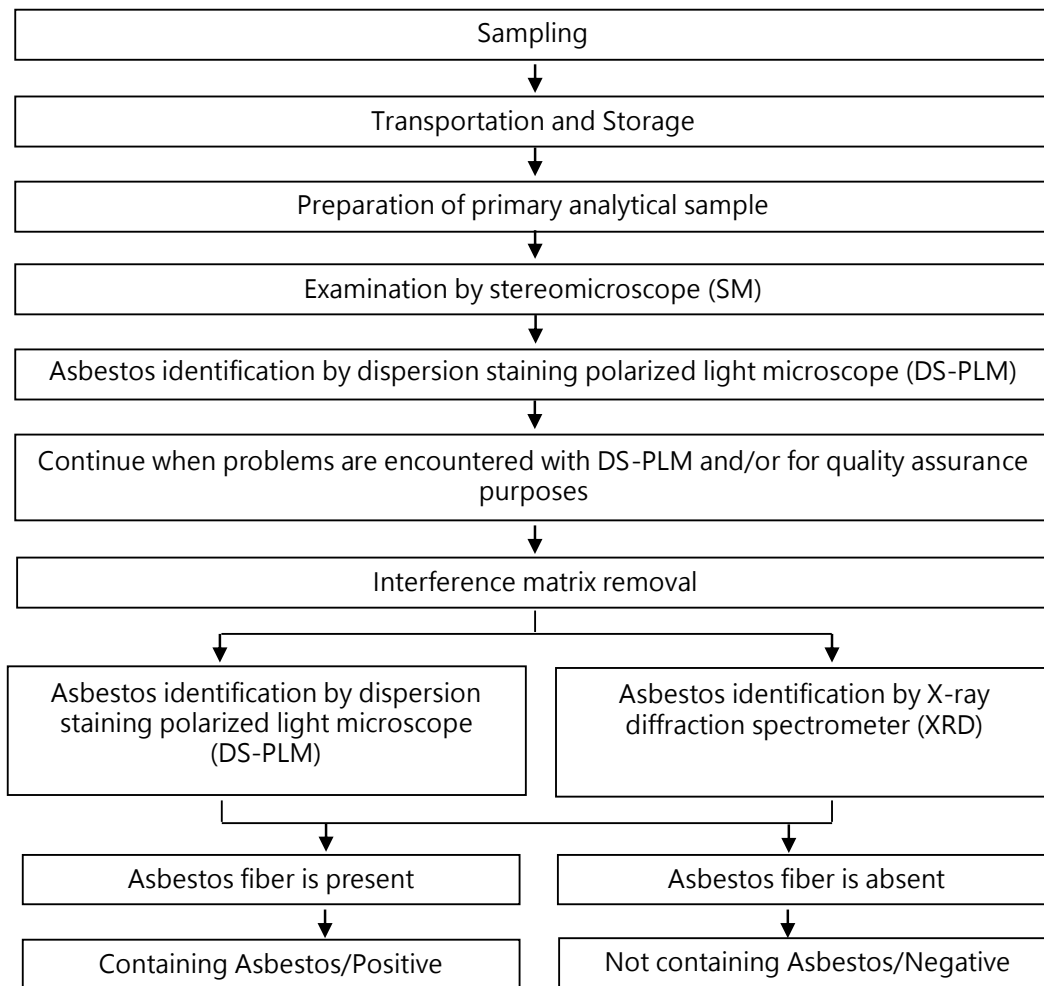 Sampling
Transportation and Storage
Preparation of primary analytical sample
Examination by stereomicroscope (SM)
Asbestos identification by dispersion staining polarized light microscope (DS-PLM)
Continue when problems are encountered with DS-PLM and/or for quality assurance
purposes
Interference matrix removal
Asbestos identification by dispersion
staining polarized light microscope
(DS-PLM)
Asbestos identification by X-ray
diffraction spectrometer (XRD)
Asbestos fiber is present
Asbestos fiber is absent
Containing Asbestos/Positive
Not containing Asbestos/Negative